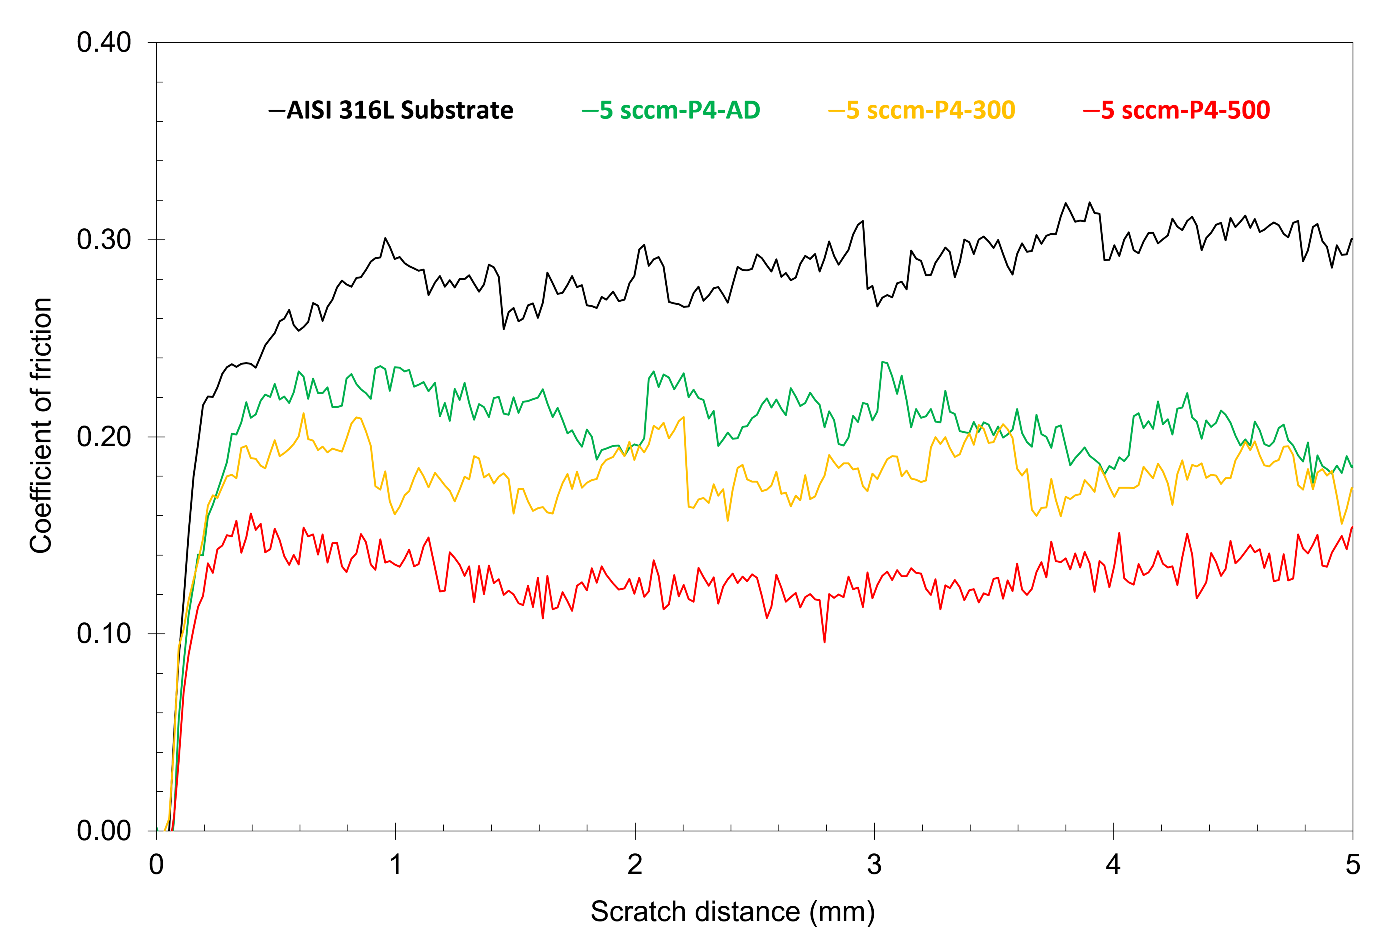 0.40
─AISI 316L Substrate ─5 sccm-P4-AD ─5 sccm-P4-300 ─5 sccm-P4-500
0.30
Coefficient of friction
0.20
0.10
0.00
0 1 2 3 4 5
Scratch distance (mm)